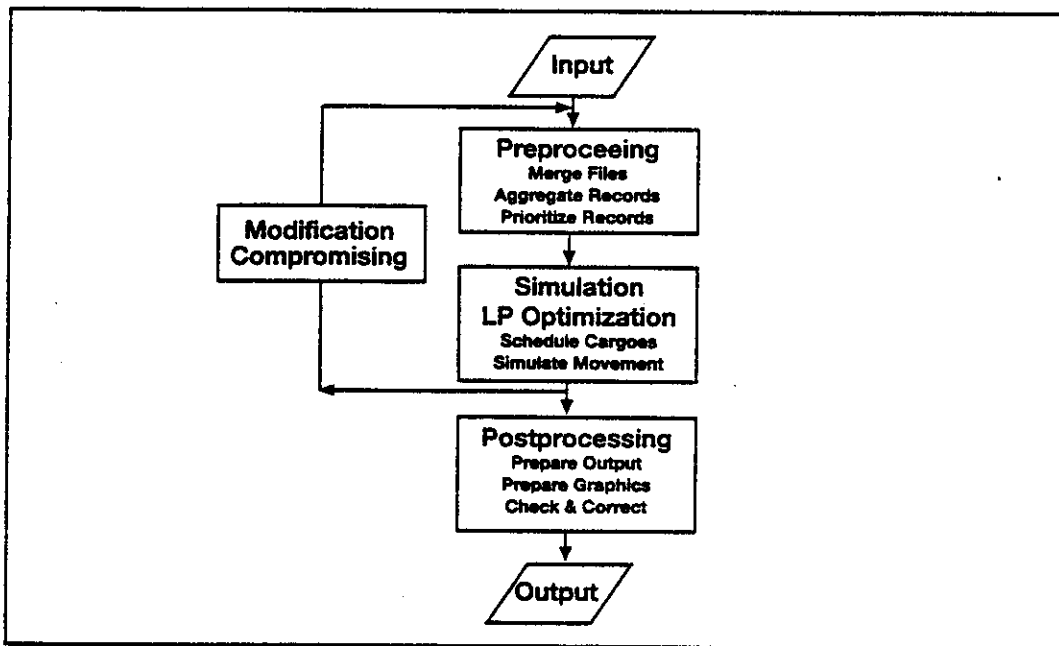 Input
Preproceeing
Merge Files
Aggregate Records
Prioritize Records
Modification
Compromising
Simulation
LP Optimization
Schedule Cargoes
Simulate Movement
Postprocessing
Prepare Output
Prepare Graphics
Check & Correct
Output